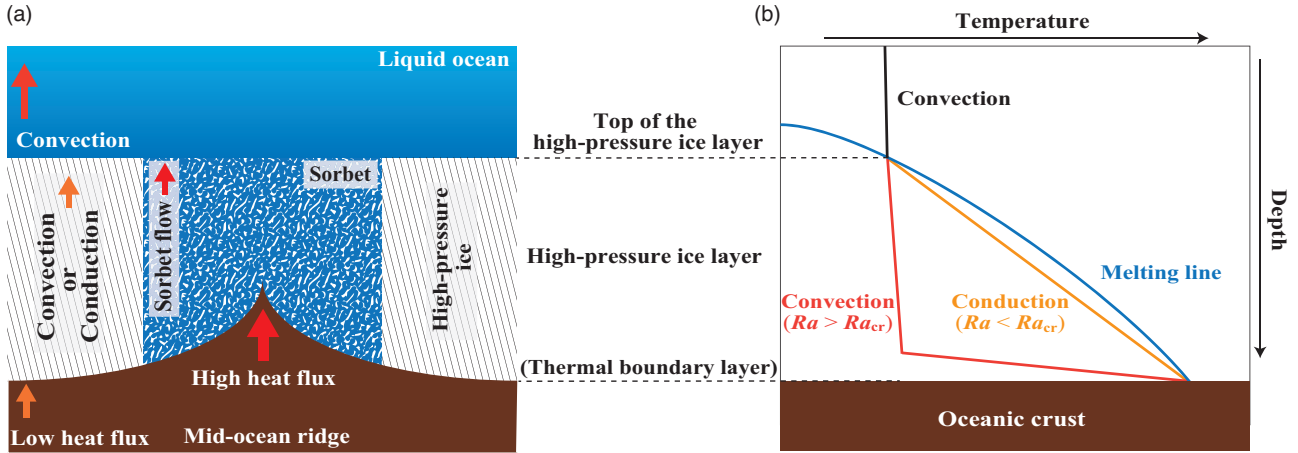 (a)
Liquid ocean
Convection
Sorbet
Sorbet flow
Convection
or
Conduction
High-pressure
ice
High heat flux
Low heat flux
Mid-ocean ridge
Top of the
high-pressure ice layer
High-pressure ice layer
(Thermal boundary layer)
(b)
Temperature
Convection
Depth
Melting line
Convection
(Ra > Racr)
Conduction
(Ra < Racr)
Oceanic crust